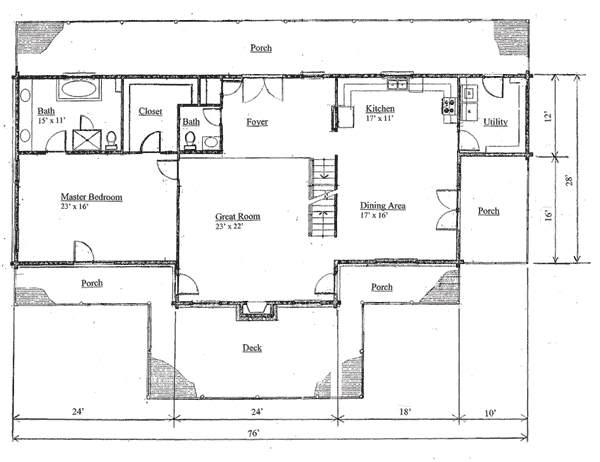 Porch
Bath
15' x 11'
Closet
Bath
Foyer
Kitchen
17' x 11'
Utility
12'
28'
16'
Master Bedroom
23' x 16'
Great Room
23' x 22'
Dining Area
17' x 16'
Porch
Porch
Porch
Deck
24'
24'
18'
10'
76'